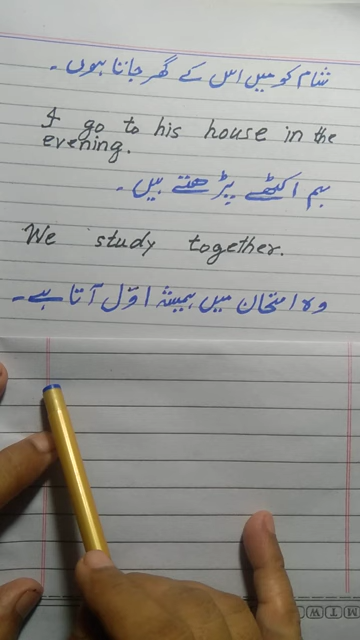 شام کو میں اس کے گھر جاتا ہوں۔
I go to his house in the
evening.
ہم اکٹھے پڑھتے ہیں۔
We study together.
وہ امتحان میں ہمیشہ اوّل آتا ہے۔
M T W